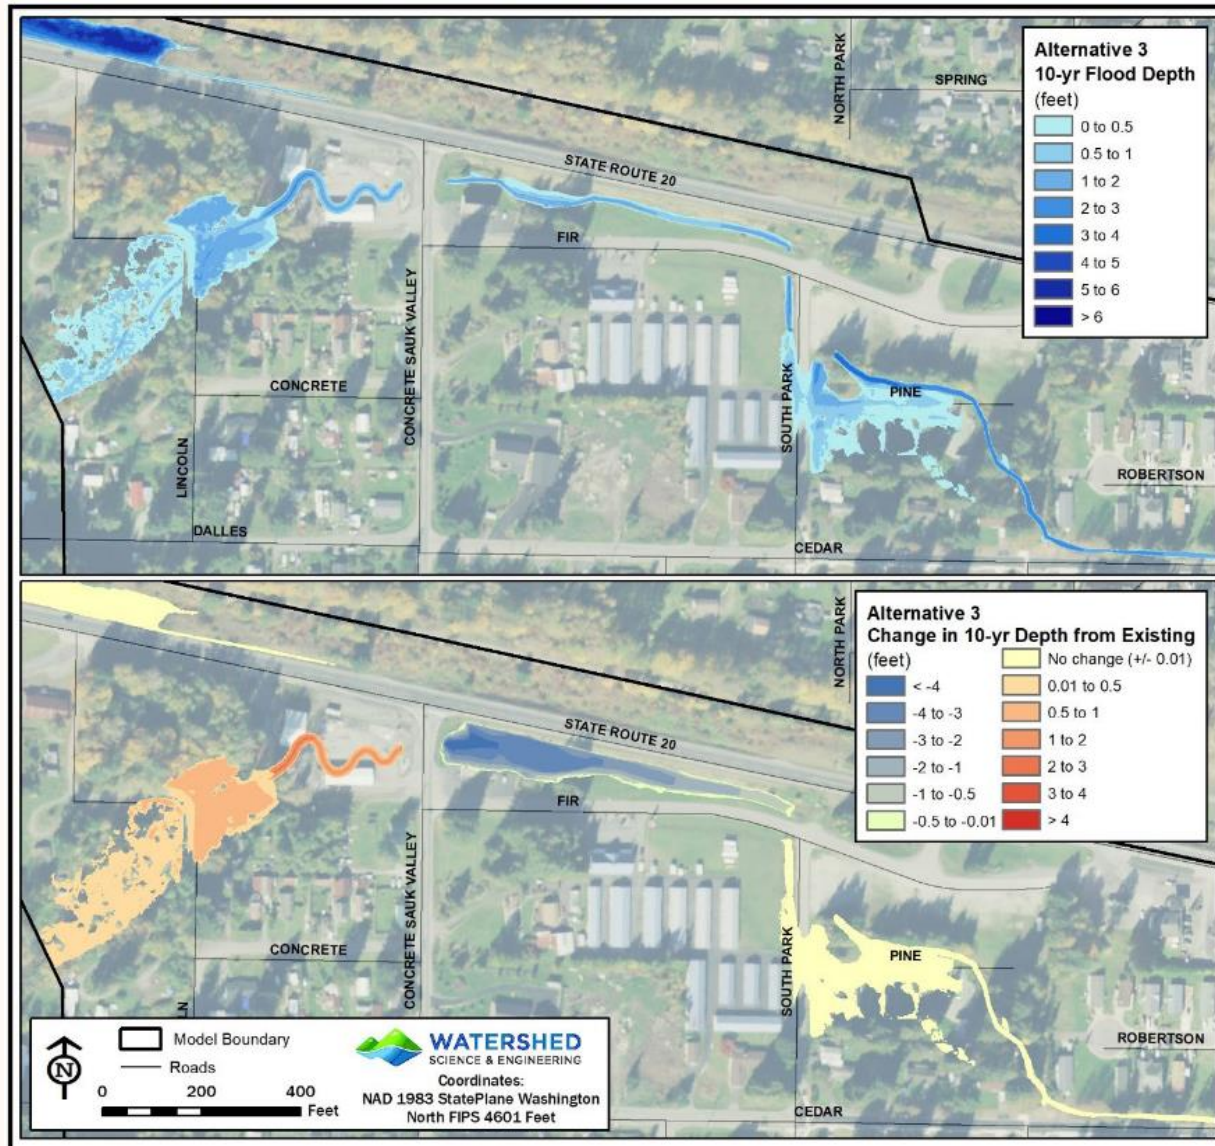 Alternative 3
10-yr Flood Depth
(feet)
0 to 0.5
0.5 to 1
1 to 2
2 to 3
3 to 4
4 to 5
5 to 6
> 6
NORTH PARK
SPRING
STATE ROUTE 20
FIR
CONCRETE SAUK VALLEY
CONCRETE
LINCOLN
DALLES
SOUTH PARK
PINE
ROBERTSON
CEDAR
Alternative 3
Change in 10-yr Depth from Existing
(feet)
< -4
-4 to -3
-3 to -2
-2 to -1
-1 to -0.5
-0.5 to -0.01
No change (+/- 0.01)
0.01 to 0.5
0.5 to 1
1 to 2
2 to 3
3 to 4
> 4
NORTH PARK
STATE ROUTE 20
FIR
CONCRETE SAUK VALLEY
CONCRETE
LN
SOUTH PARK
PINE
ROBERTSON
CEDAR
N
Model Boundary
Roads
0 200 400
Feet
WATERSHED
SCIENCE & ENGINEERING
Coordinates:
NAD 1983 StatePlane Washington
North FIPS 4601 Feet